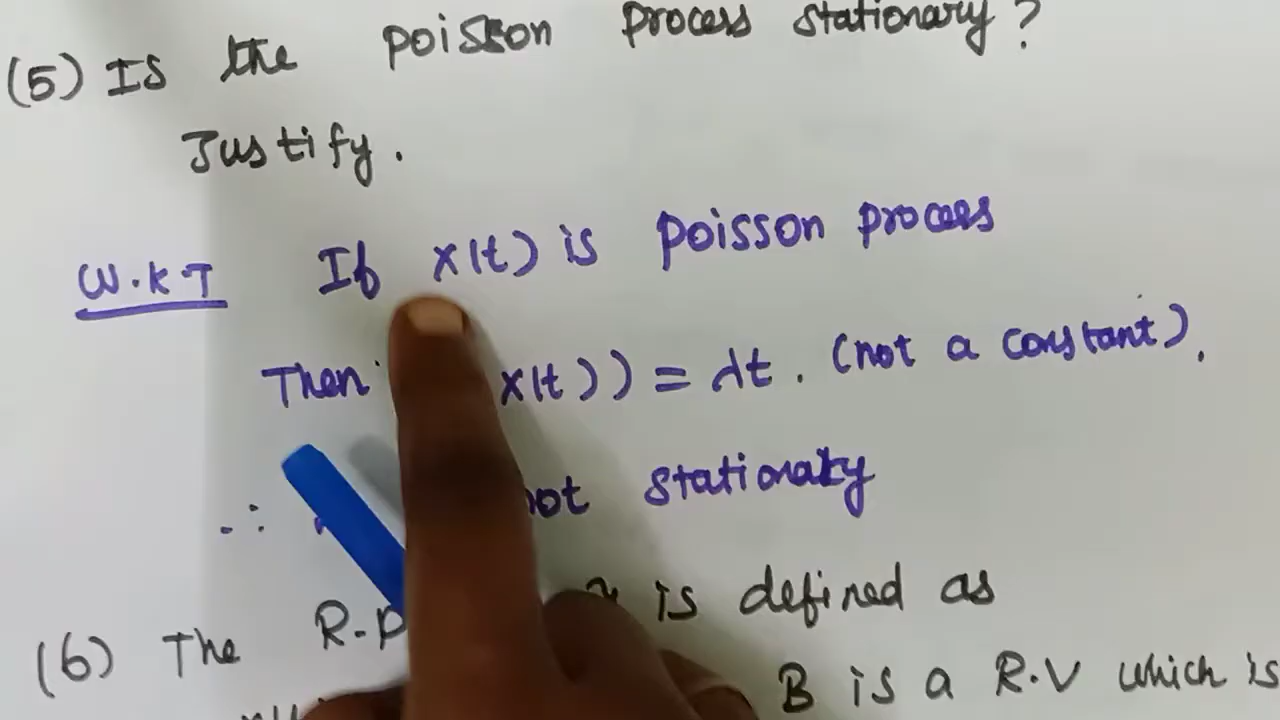 (5) Is the poisson process stationary?
Justify.
W.K.T If X(t) is poisson process
Then X(t)) = λt. (not a constant).
∴ not stationary
(6) The R.P is defined as
B is a R.V which is